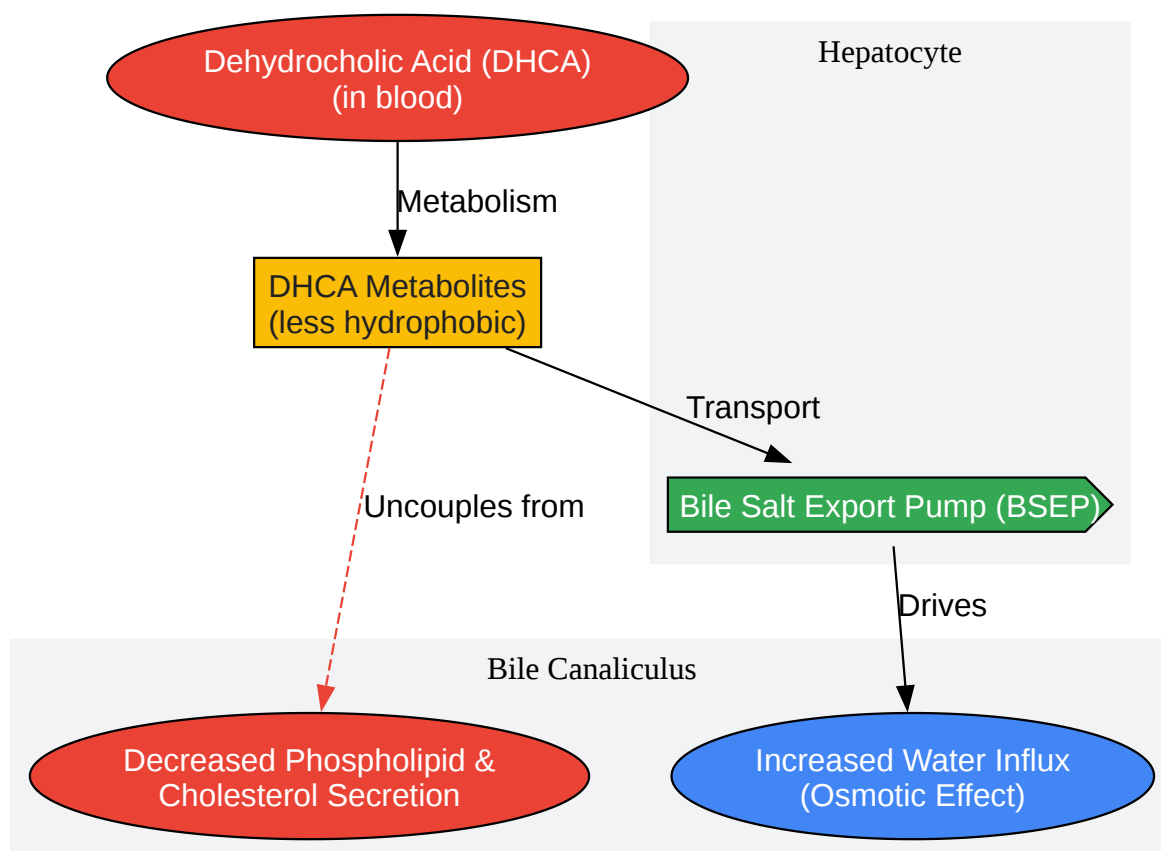 Dehydrocholic Acid (DHCA)
(in blood)
Hepatocyte
Metabolism
DHCA Metabolites
(less hydrophobic)
Transport
Uncouples from
Bile Salt Export Pump (BSEP)
Drives
Bile Canaliculus
Decreased Phospholipid &
Cholesterol Secretion
Increased Water Influx
(Osmotic Effect)